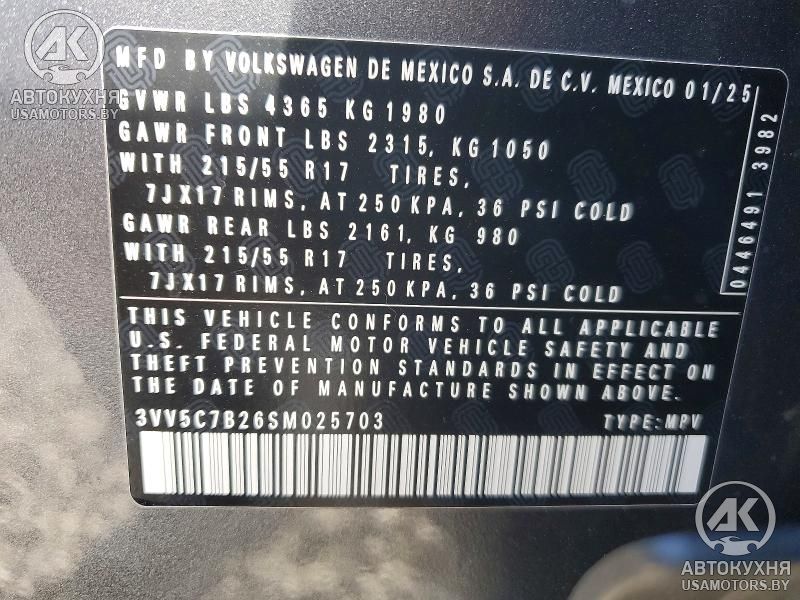 MFD BY VOLKSWAGEN DE MEXICO S.A. DE C.V. MEXICO 01/25
GVWR LBS 4365 KG 1980
GAWR FRONT LBS 2315, KG 1050
WITH 215/55 R17 TIRES,
7JX17 RIMS, AT 250 KPA, 36 PSI COLD
GAWR REAR LBS 2161, KG 980
WITH 215/55 R17 TIRES,
7JX17 RIMS, AT 250 KPA, 36 PSI COLD
0446491 3982
THIS VEHICLE CONFORMS TO ALL APPLICABLE
U.S. FEDERAL MOTOR VEHICLE SAFETY AND
THEFT PREVENTION STANDARDS IN EFFECT ON
THE DATE OF MANUFACTURE SHOWN ABOVE.
3VV5C7B26SM025703 TYPE:MPV
AK
АВТОКУХНЯ
USAMOTORS.BY
AK
АВТОКУХНЯ
USAMOTORS.BY